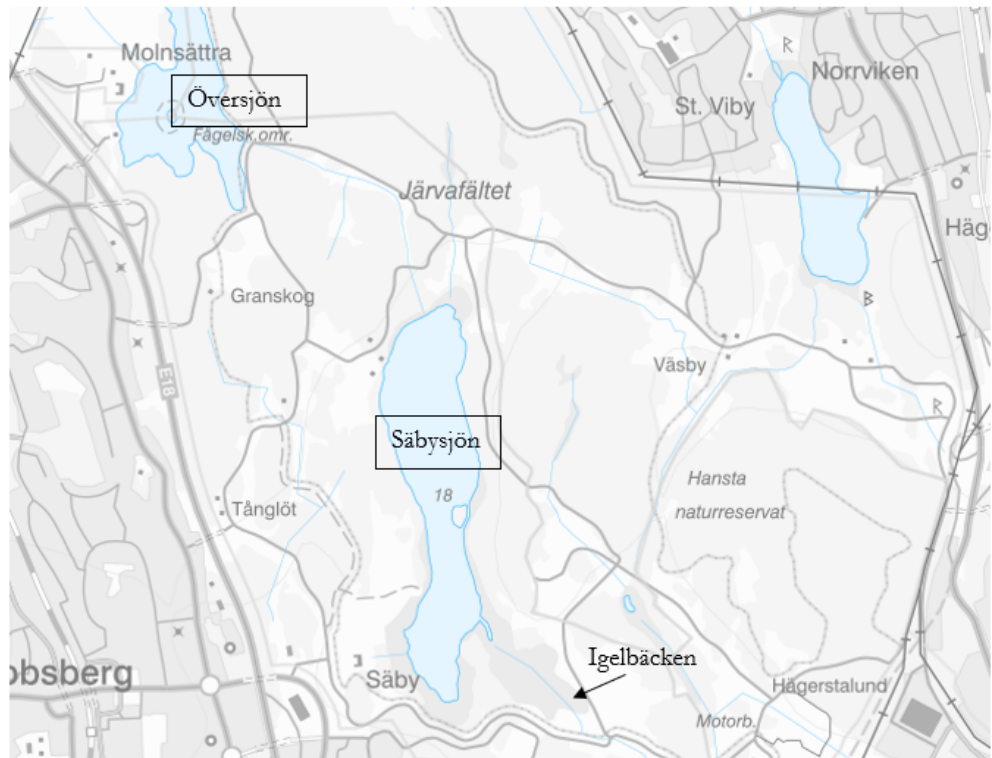 Molnsättra
Översjön
Fågelsk.omr.
Norrviken
St. Viby
R
Järvafältet
Häg
Granskog
B
E18
Väsby
R
Säbysjön
18
Hansta
naturreservat
Tånglöt
Igelbäcken
obsberg
Säby
Hägerstalund
Motorb.